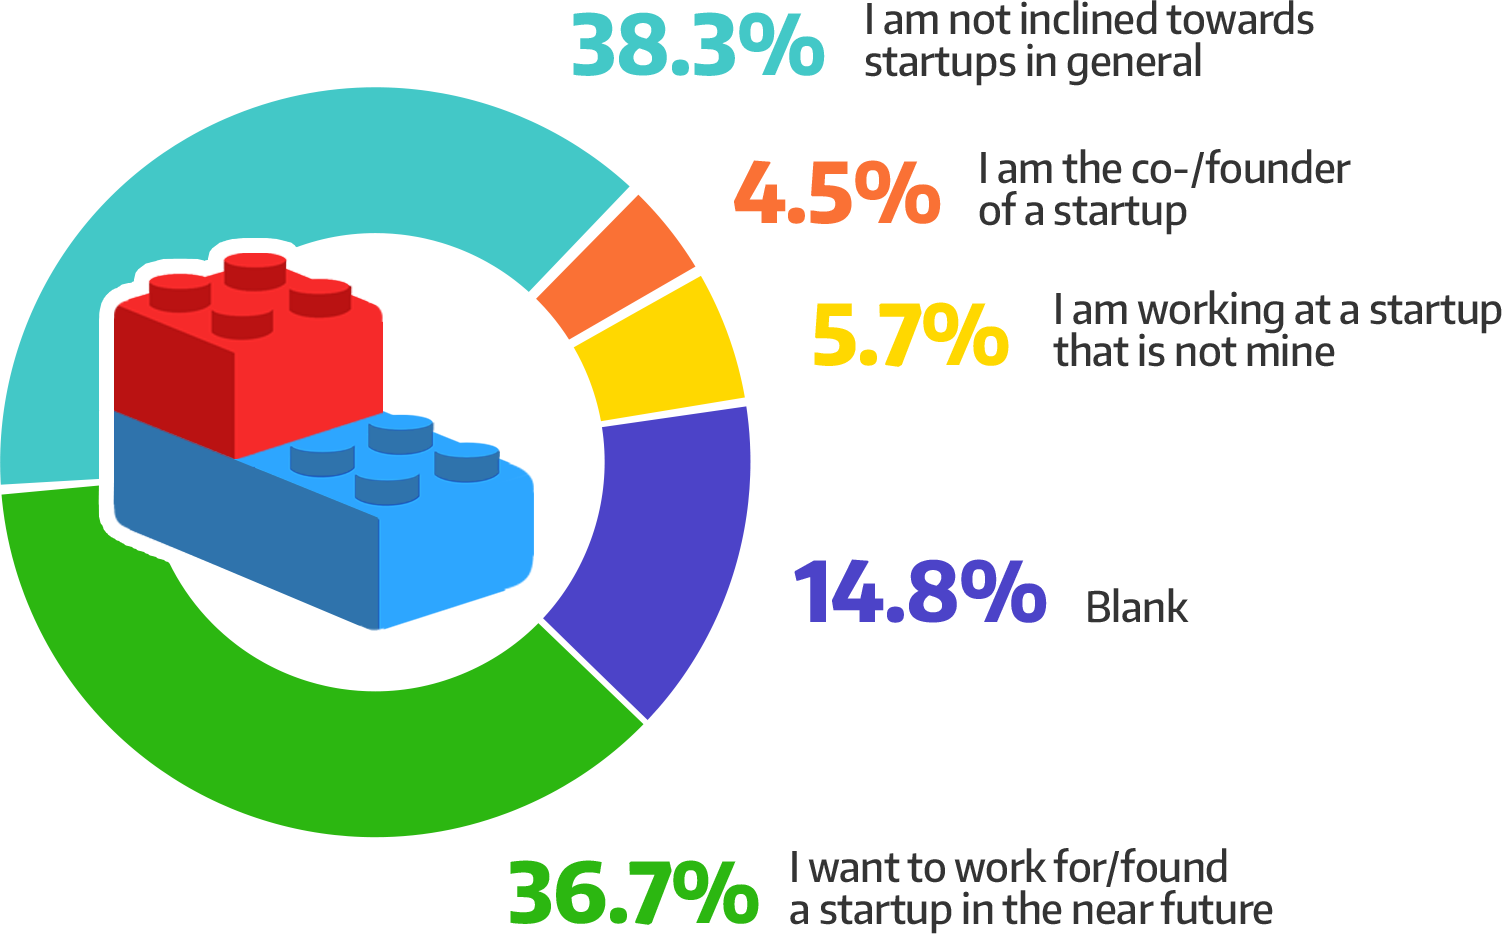 38.3%
I am not inclined towards
startups in general
4.5%
I am the co-/founder
of a startup
5.7%
I am working at a startup
that is not mine
14.8%
Blank
36.7%
I want to work for/found
a startup in the near future